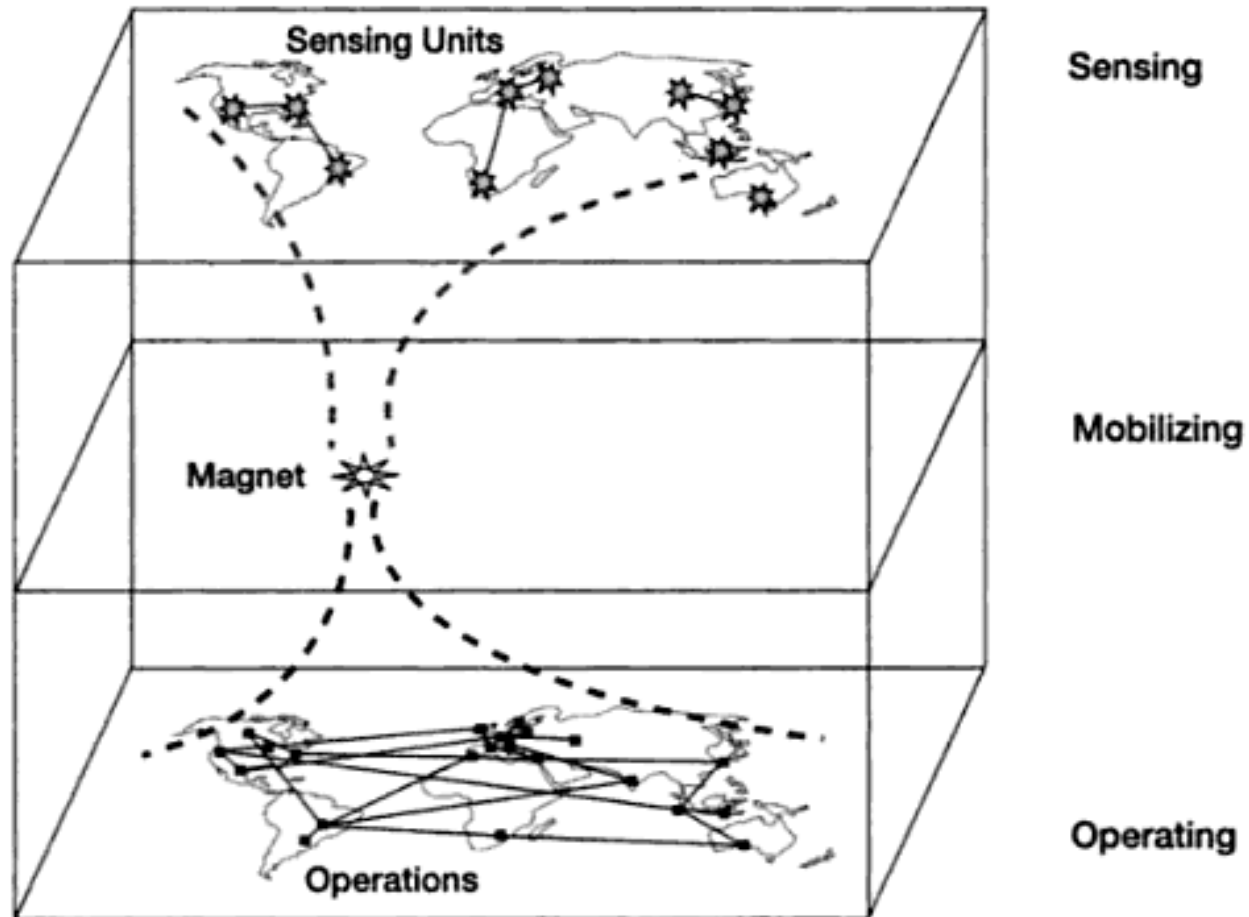 Sensing Units
Sensing
Mobilizing
Magnet
Operating
Operations